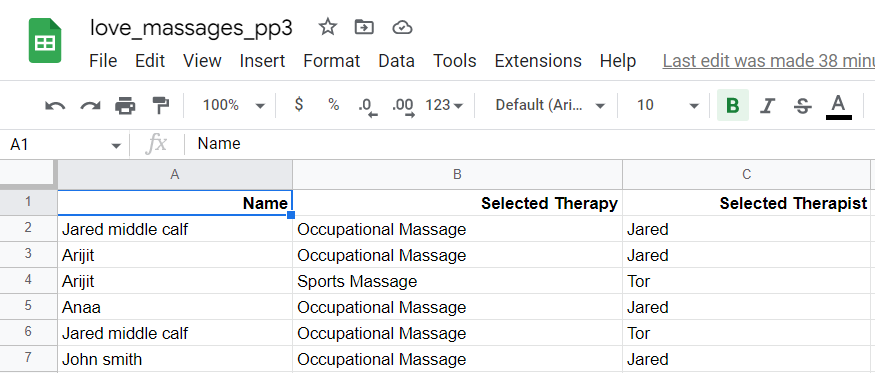 love_massages_pp3
File Edit View Insert Format Data Tools Extensions Help Last edit was made 38 minu
100% $ % .0 .00 123 Default (Ari... 10 B I S A
A1 fx Name
A B C
1 Name Selected Therapy Selected Therapist
2 Jared middle calf Occupational Massage Jared
3 Arijit Occupational Massage Jared
4 Arijit Sports Massage Tor
5 Anaa Occupational Massage Jared
6 Jared middle calf Occupational Massage Tor
7 John smith Occupational Massage Jared